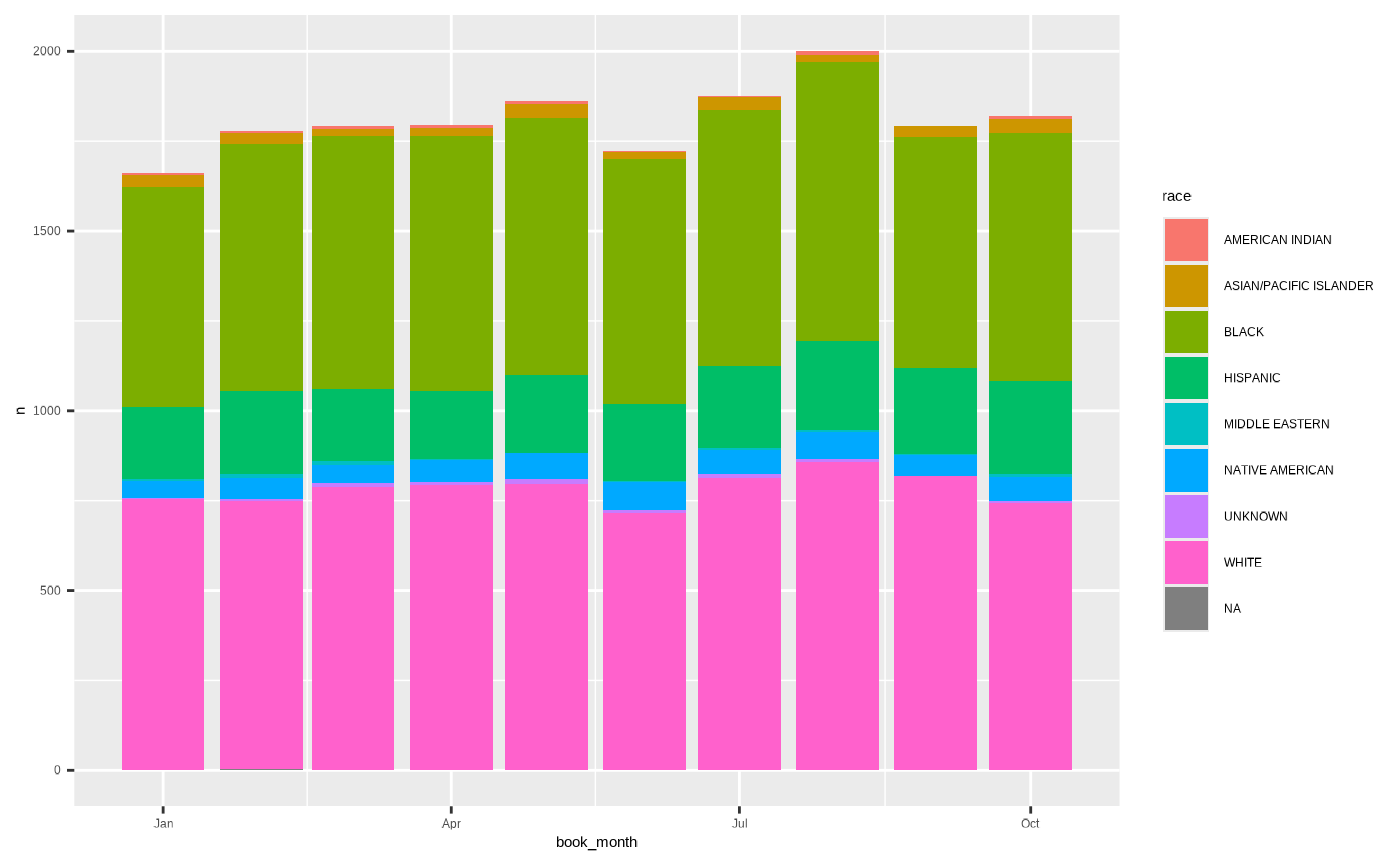 2000
1500
1000
500
0
n
Jan
Apr
Jul
Oct
book_month
race
AMERICAN INDIAN
ASIAN/PACIFIC ISLANDER
BLACK
HISPANIC
MIDDLE EASTERN
NATIVE AMERICAN
UNKNOWN
WHITE
NA